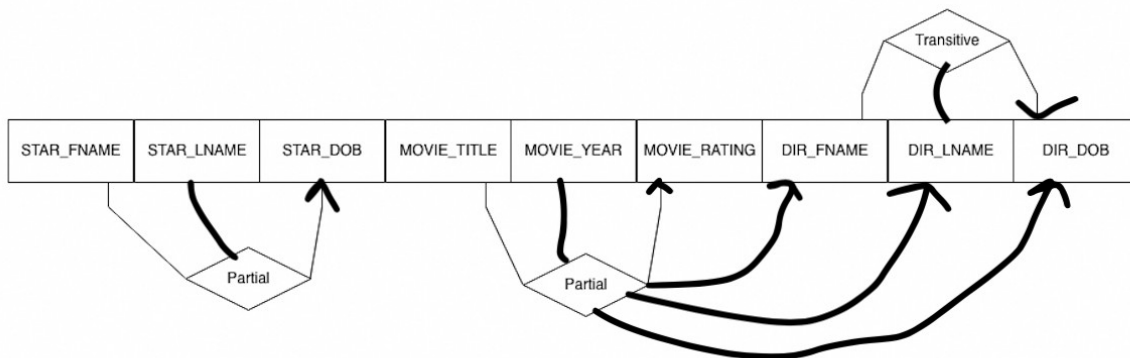 Transitive
STAR_FNAME STAR_LNAME STAR_DOB MOVIE_TITLE MOVIE_YEAR MOVIE_RATING DIR_FNAME DIR_LNAME DIR_DOB
Partial Partial